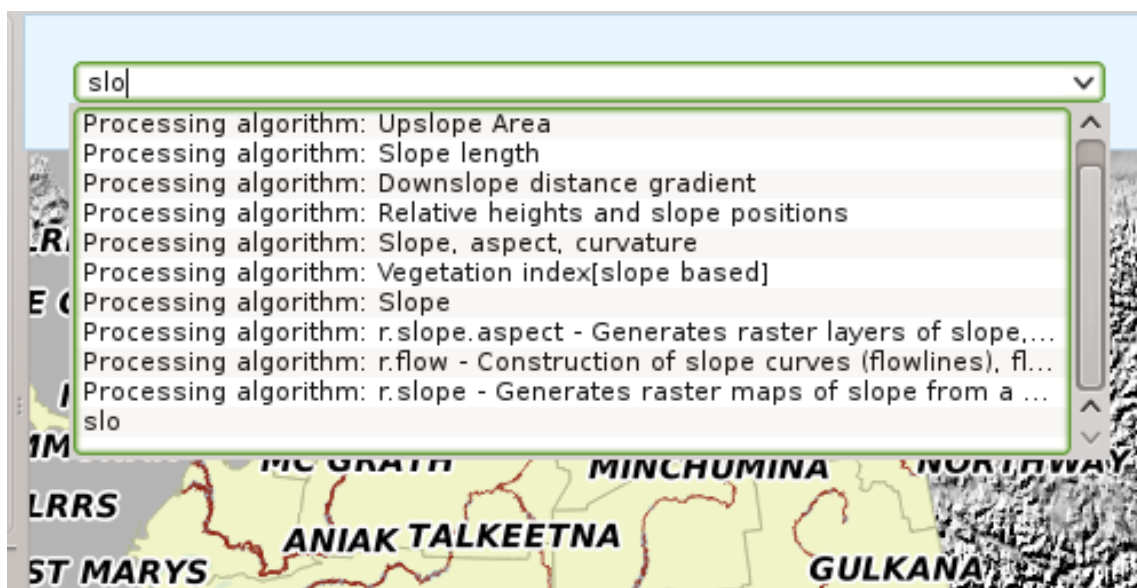 slo
Processing algorithm: Upslope Area
Processing algorithm: Slope length
Processing algorithm: Downslope distance gradient
Processing algorithm: Relative heights and slope positions
Processing algorithm: Slope, aspect, curvature
Processing algorithm: Vegetation index[slope based]
Processing algorithm: Slope
Processing algorithm: r.slope.aspect - Generates raster layers of slope,...
Processing algorithm: r.flow - Construction of slope curves (flowlines), fl...
Processing algorithm: r.slope - Generates raster maps of slope from a ...
slo
MC GRATH
MINCHUMINA
NORTHWAY
LRRS
ANIAK
TALKEETNA
ST MARYS
GULKANA